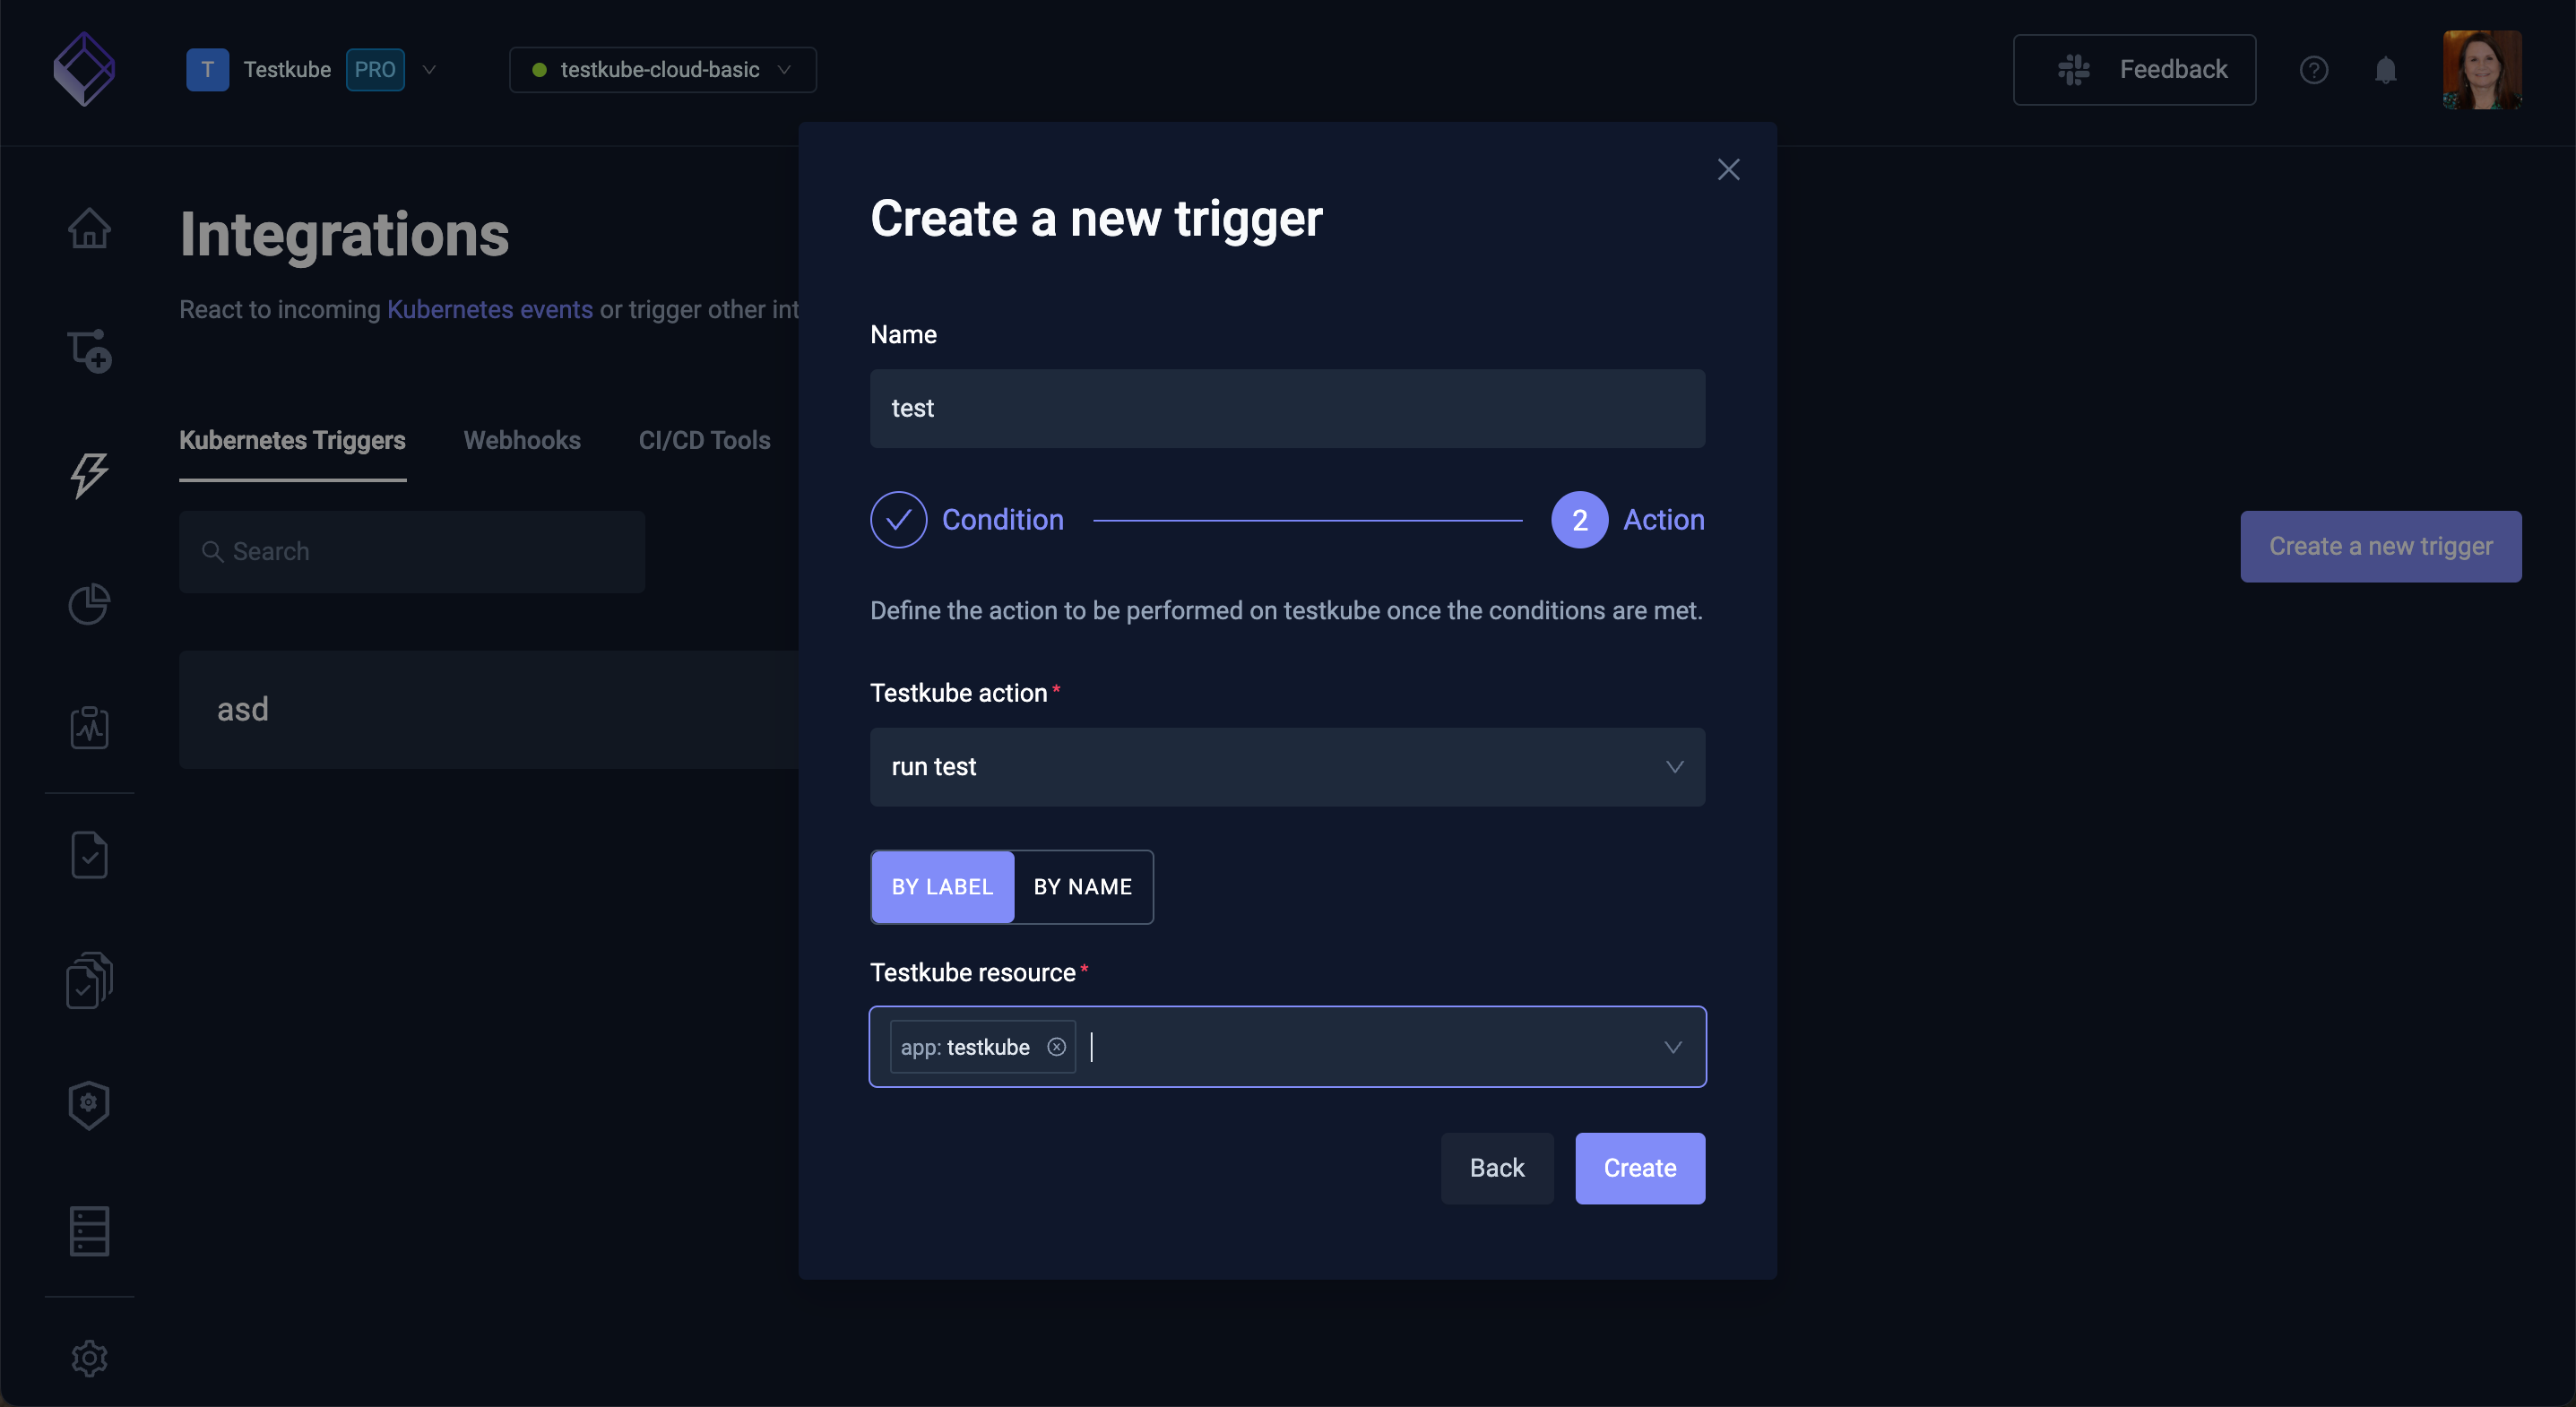 T Testkube PRO
testkube-cloud-basic
Feedback
Integrations
React to incoming Kubernetes events or trigger other int
Kubernetes Triggers Webhooks CI/CD Tools
Search
Create a new trigger
asd
Create a new trigger
Name
test
Condition 2 Action
Define the action to be performed on testkube once the conditions are met.
Testkube action *
run test
BY LABEL BY NAME
Testkube resource *
app: testkube
Back Create